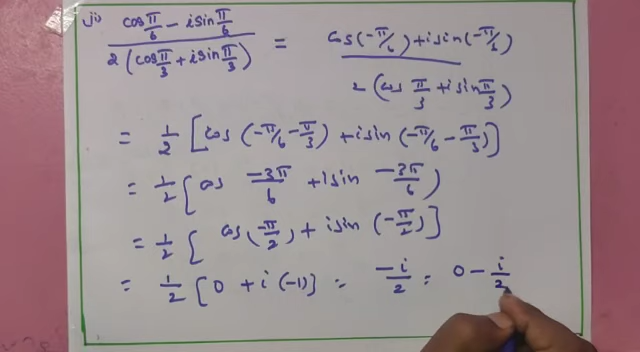 ii) (cos π/6 - i sin π/6) / 2(cos π/3 + i sin π/3) = cos(-π/6) + i sin(-π/6) / 2(cos π/3 + i sin π/3)
= 1/2 [cos(-π/6 - π/3) + i sin(-π/6 - π/3)]
= 1/2 [cos -3π/6 + i sin -3π/6)
= 1/2 [cos(-π/2) + i sin(-π/2)]
= 1/2 [0 + i(-1)] = -i/2 = 0 - i/2